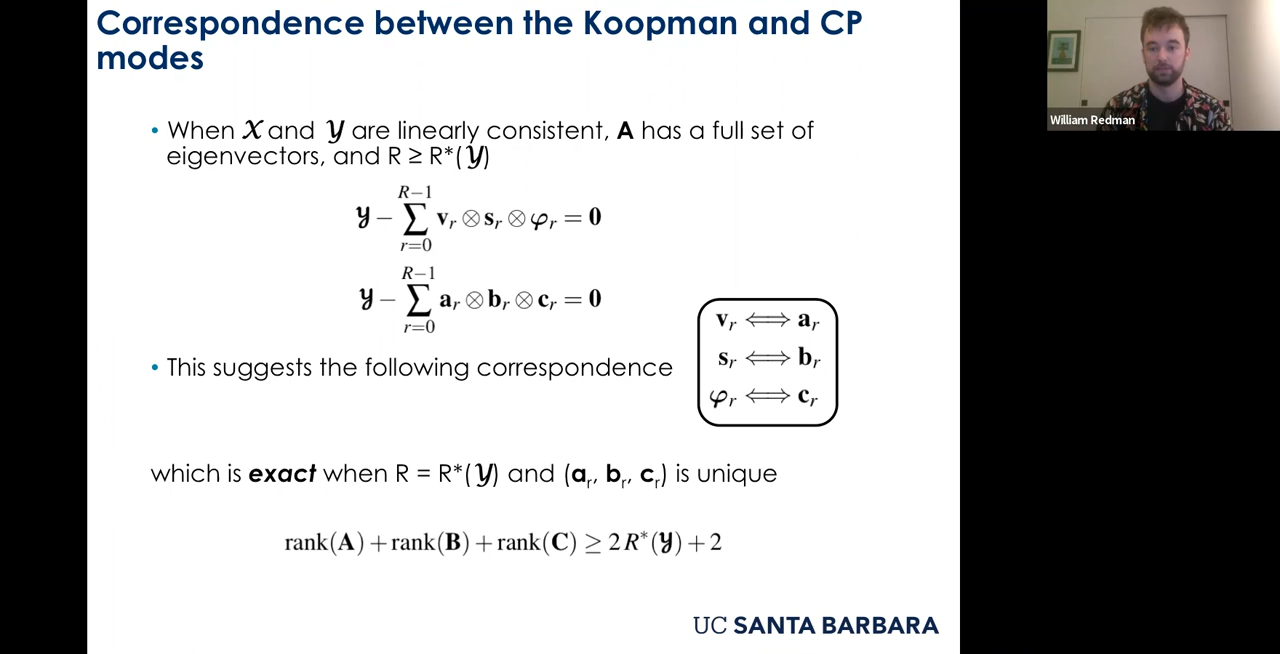 Correspondence between the Koopman and CP
modes
William Redman
• When 𝒳 and 𝒴 are linearly consistent, A has a full set of
eigenvectors, and R ≥ R*(𝒴)
𝒴 − ∑_{r=0}^{R−1} v_r ⊗ s_r ⊗ φ_r = 0
𝒴 − ∑_{r=0}^{R−1} a_r ⊗ b_r ⊗ c_r = 0
v_r ⟺ a_r
s_r ⟺ b_r
• This suggests the following correspondence
φ_r ⟺ c_r
which is exact when R = R*(𝒴) and (a_r, b_r, c_r) is unique
rank(A) + rank(B) + rank(C) ≥ 2R*(𝒴) + 2
UC SANTA BARBARA